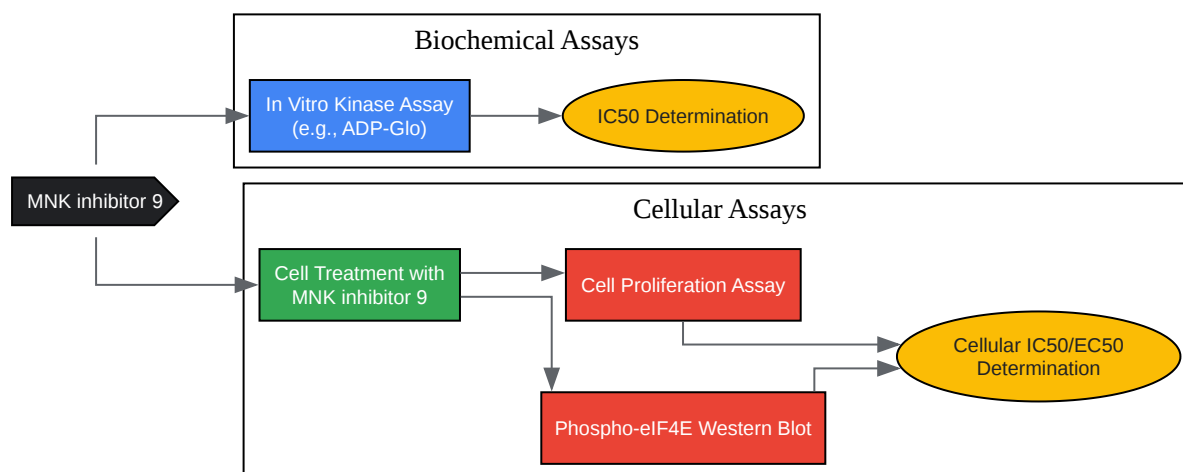 Biochemical Assays
In Vitro Kinase Assay
(e.g., ADP-Glo)
IC50 Determination
MNK inhibitor 9
Cellular Assays
Cell Treatment with
MNK inhibitor 9
Cell Proliferation Assay
Cellular IC50/EC50
Determination
Phospho-eIF4E Western Blot